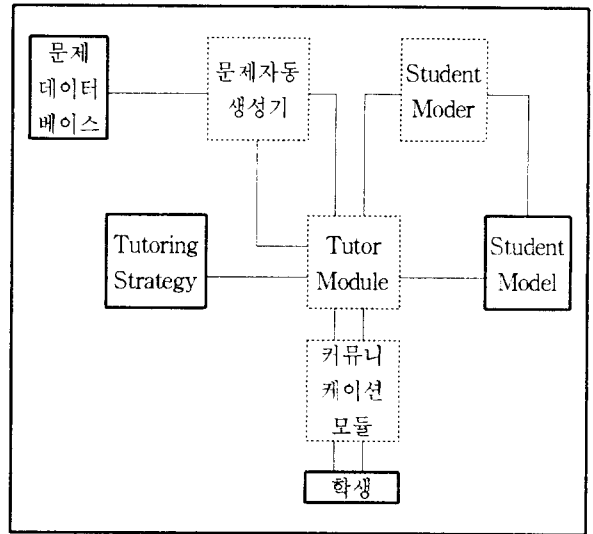 문제
데이터
베이스
문제자동
생성기
Student
Moder
Tutoring
Strategy
Tutor
Module
Student
Model
커뮤니
케이션
모듈
학생